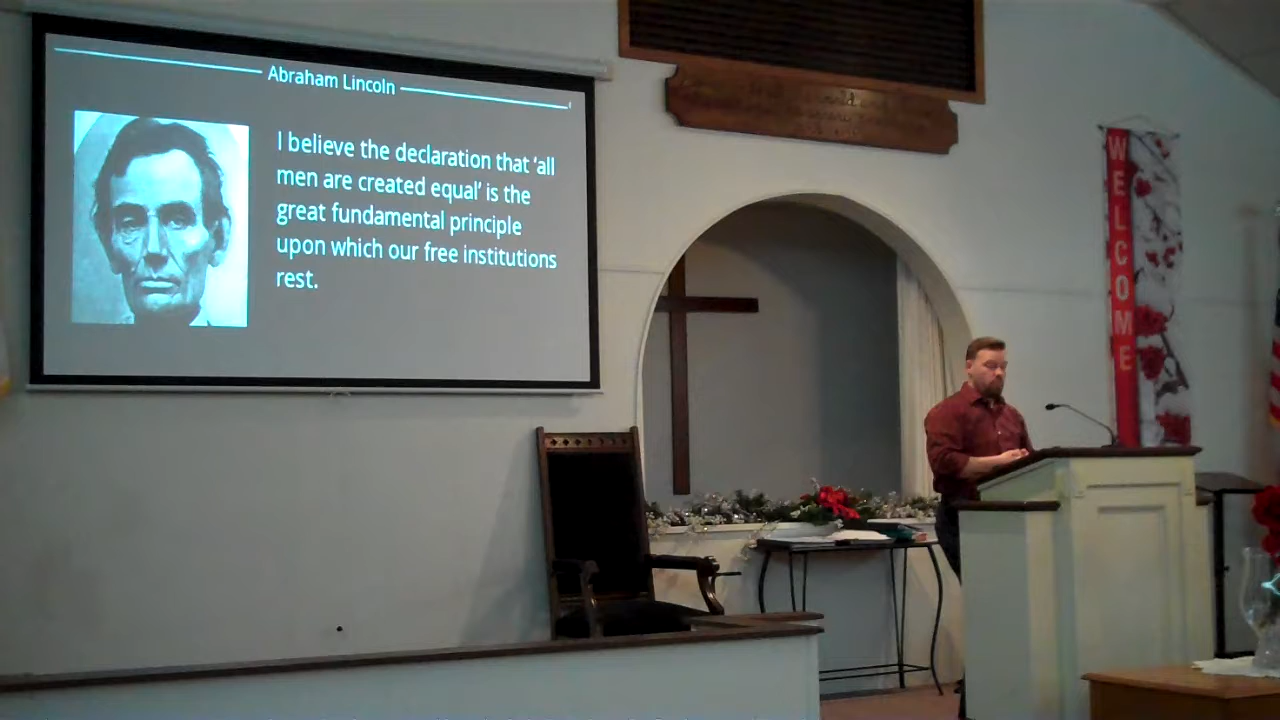 Abraham Lincoln
I believe the declaration that ‘all
men are created equal’ is the
great fundamental principle
upon which our free institutions
rest.
WELCOME